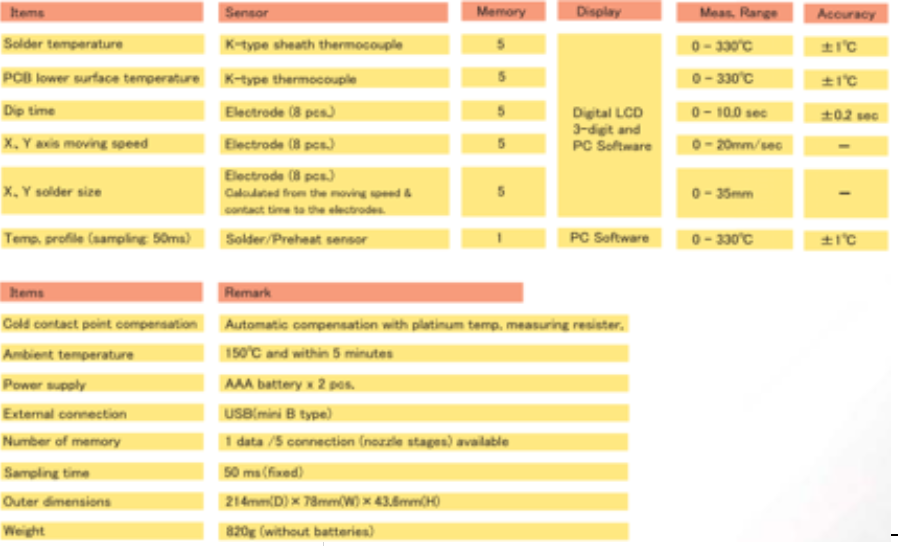 Items Sensor Memory Display Meas. Range Accuracy
Solder temperature K-type sheath thermocouple 5 0 - 330℃ ±1℃
PCB lower surface temperature K-type thermocouple 5 0 - 330℃ ±1℃
Dip time Electrode (8 pcs.) 5 Digital LCD 0 - 10.0 sec ±0.2 sec
3-digit and
X., Y axis moving speed Electrode (8 pcs.) 5 PC Software 0 - 20mm/sec —
Electrode (8 pcs.)
X., Y solder size Calculated from the moving speed & 5 0 - 35mm —
contact time to the electrodes.
Temp. profile (sampling: 50ms) Solder/Preheat sensor 1 PC Software 0 - 330℃ ±1℃
Items Remark
Cold contact point compensation Automatic compensation with platinum temp. measuring resister.
Ambient temperature 150℃ and within 5 minutes
Power supply AAA battery x 2 pcs.
External connection USB(mini B type)
Number of memory 1 data /5 connection (nozzle stages) available
Sampling time 50 ms(fixed)
Outer dimensions 214mm(D)×78mm(W)×43.6mm(H)
Weight 820g (without batteries)